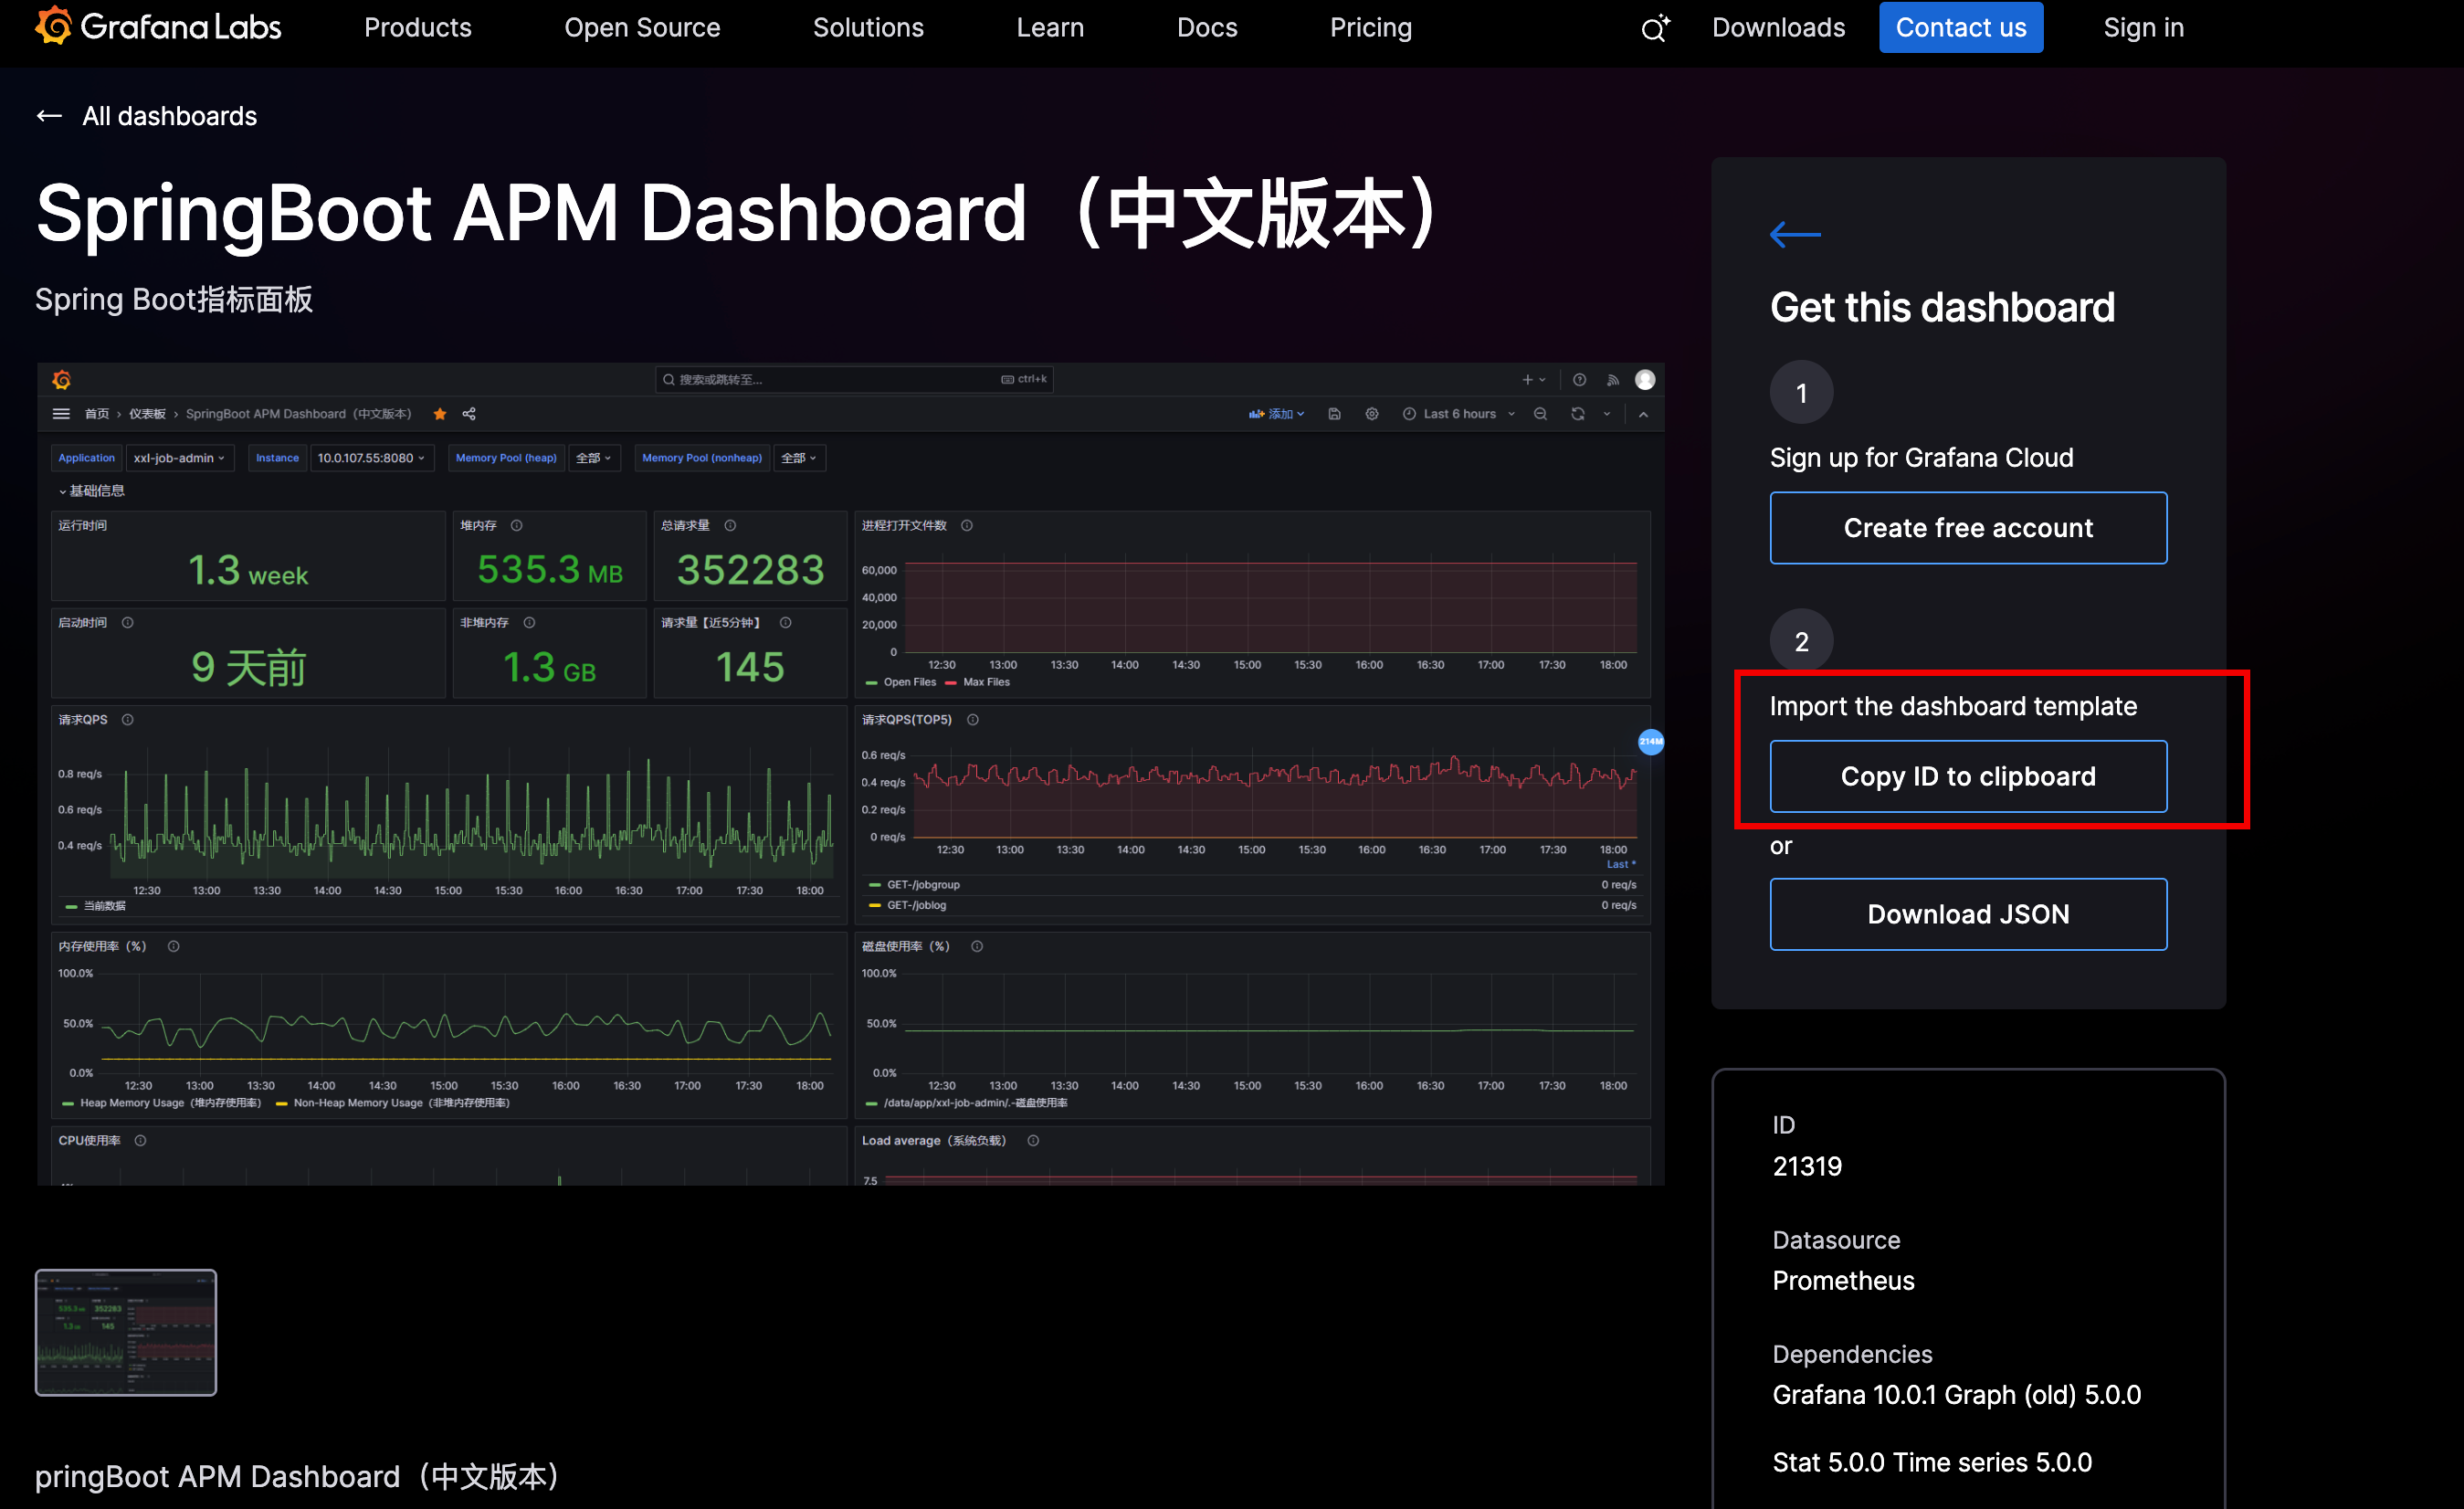 Grafana Labs Products Open Source Solutions Learn Docs Pricing Downloads Contact us Sign in
All dashboards
SpringBoot APM Dashboard（中文版本）
Spring Boot指标面板
搜索或跳转至... ctrl+k
首页 › 仪表板 › SpringBoot APM Dashboard（中文版本） 添加 Last 6 hours
Application xxl-job-admin Instance 10.0.107.55:8080 Memory Pool (heap) 全部 Memory Pool (nonheap) 全部
基础信息
运行时间
1.3 week
堆内存
535.3 MB
总请求量
352283
进程打开文件数
60,000
40,000
20,000
0
12:30 13:00 13:30 14:00 14:30 15:00 15:30 16:00 16:30 17:00 17:30 18:00
Open Files Max Files
启动时间
9 天前
非堆内存
1.3 GB
请求量【近5分钟】
145
请求QPS
0.8 req/s
0.6 req/s
0.4 req/s
12:30 13:00 13:30 14:00 14:30 15:00 15:30 16:00 16:30 17:00 17:30 18:00
当前数据
请求QPS(TOP5)
214M
0.6 req/s
0.4 req/s
0.2 req/s
0 req/s
12:30 13:00 13:30 14:00 14:30 15:00 15:30 16:00 16:30 17:00 17:30 18:00
Last *
GET-/jobgroup 0 req/s
GET-/joblog 0 req/s
内存使用率（%）
100.0%
50.0%
0.0%
12:30 13:00 13:30 14:00 14:30 15:00 15:30 16:00 16:30 17:00 17:30 18:00
Heap Memory Usage（堆内存使用率） Non-Heap Memory Usage（非堆内存使用率）
磁盘使用率（%）
100.0%
50.0%
0.0%
12:30 13:00 13:30 14:00 14:30 15:00 15:30 16:00 16:30 17:00 17:30 18:00
/data/app/xxl-job-admin/.-磁盘使用率
CPU使用率
Load average（系统负载）
7.5
pringBoot APM Dashboard（中文版本）
Get this dashboard
1
Sign up for Grafana Cloud
Create free account
2
Import the dashboard template
Copy ID to clipboard
or
Download JSON
ID
21319
Datasource
Prometheus
Dependencies
Grafana 10.0.1 Graph (old) 5.0.0
Stat 5.0.0 Time series 5.0.0